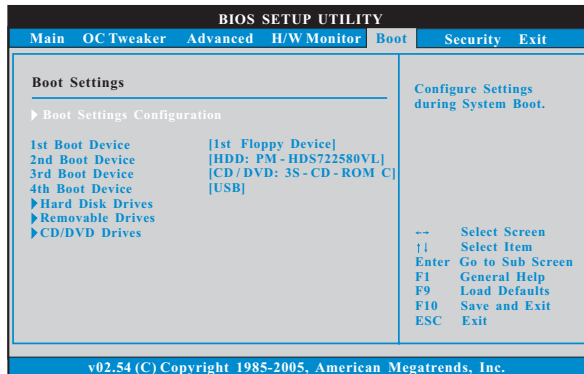 BIOS SETUP UTILITY
Main OC Tweaker Advanced H/W Monitor Boot Security Exit
Boot Settings
Boot Settings Configuration
1st Boot Device [1st Floppy Device]
2nd Boot Device [HDD: PM - HDS722580VL]
3rd Boot Device [CD / DVD: 3S - CD - ROM C]
4th Boot Device [USB]
Hard Disk Drives
Removable Drives
CD/DVD Drives
Configure Settings
during System Boot.
←→ Select Screen
↑↓ Select Item
Enter Go to Sub Screen
F1 General Help
F9 Load Defaults
F10 Save and Exit
ESC Exit
v02.54 (C) Copyright 1985-2005, American Megatrends, Inc.